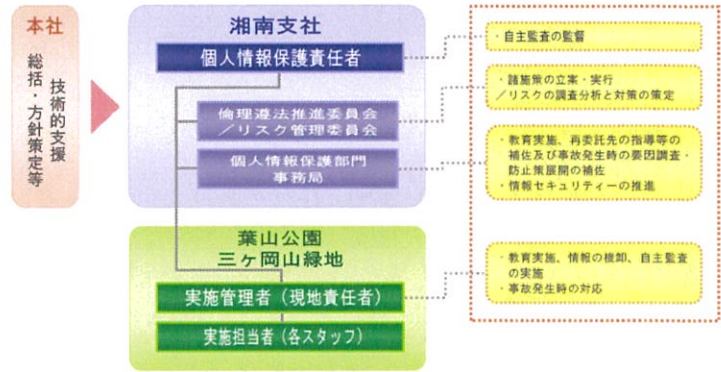 本社
総括・方針策定等
技術的支援
湘南支社
個人情報保護責任者
倫理遵法推進委員会
／リスク管理委員会
個人情報保護部門
事務局
葉山公園
三ヶ岡山緑地
実施管理者（現地責任者）
実施担当者（各スタッフ）
・自主監査の監督
・諸施策の立案・実行
／リスクの調査分析と対策の策定
・教育実施、再委託先の指導等の
補佐及び事故発生時の要因調査・
防止策展開の補佐
・情報セキュリティーの推進
・教育実施、情報の棚卸、自主監査
の実施
・事故発生時の対応